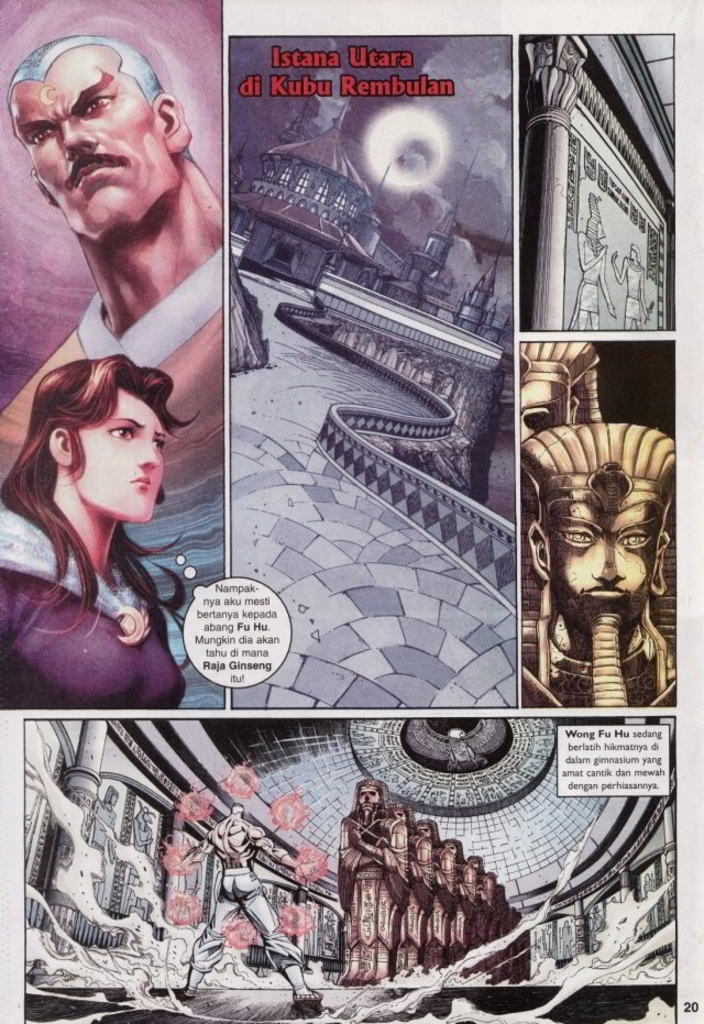 Istana Utara
di Kubu Rembulan
Nampak-
nya aku mesti
bertanya kepada
abang Fu Hu.
Mungkin dia akan
tahu di mana
Raja Ginseng
itu!
Wong Fu Hu sedang
berlatih hikmatnya di
dalam gimnasium yang
amat cantik dan mewah
dengan perhiasannya.
20